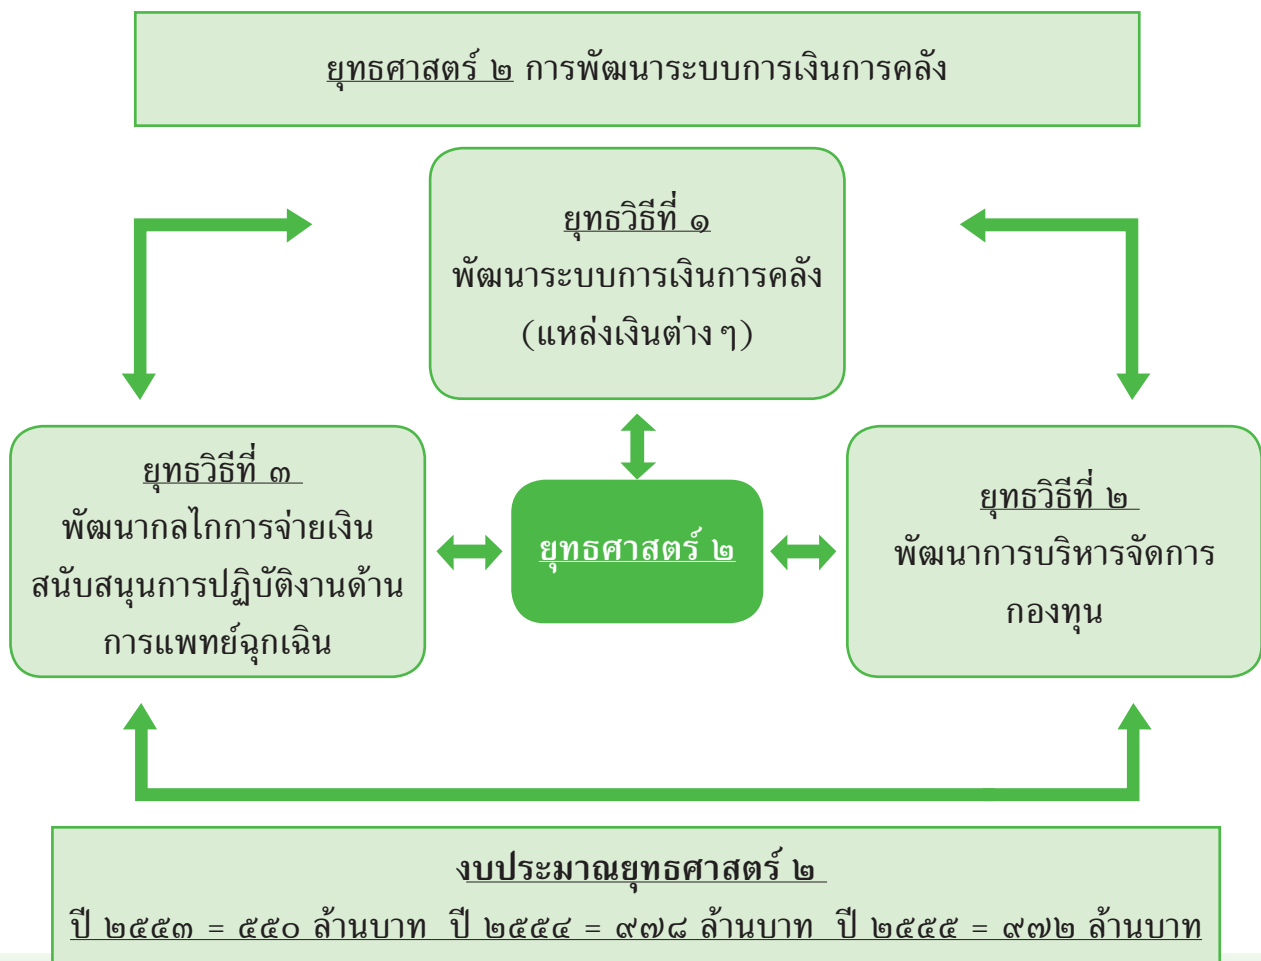 ยุทธศาสตร์ ๒ การพัฒนาระบบการเงินการคลัง
ยุทธวิธีที่ ๑
พัฒนาระบบการเงินการคลัง
(แหล่งเงินต่าง ๆ)
ยุทธวิธีที่ ๓
พัฒนากลไกการจ่ายเงิน
สนับสนุนการปฏิบัติงานด้าน
การแพทย์ฉุกเฉิน
ยุทธศาสตร์ ๒
ยุทธวิธีที่ ๒
พัฒนาการบริหารจัดการ
กองทุน
งบประมาณยุทธศาสตร์ ๒
ปี ๒๕๕๓ = ๕๕๐ ล้านบาท ปี ๒๕๕๔ = ๙๗๘ ล้านบาท ปี ๒๕๕๕ = ๙๗๒ ล้านบาท